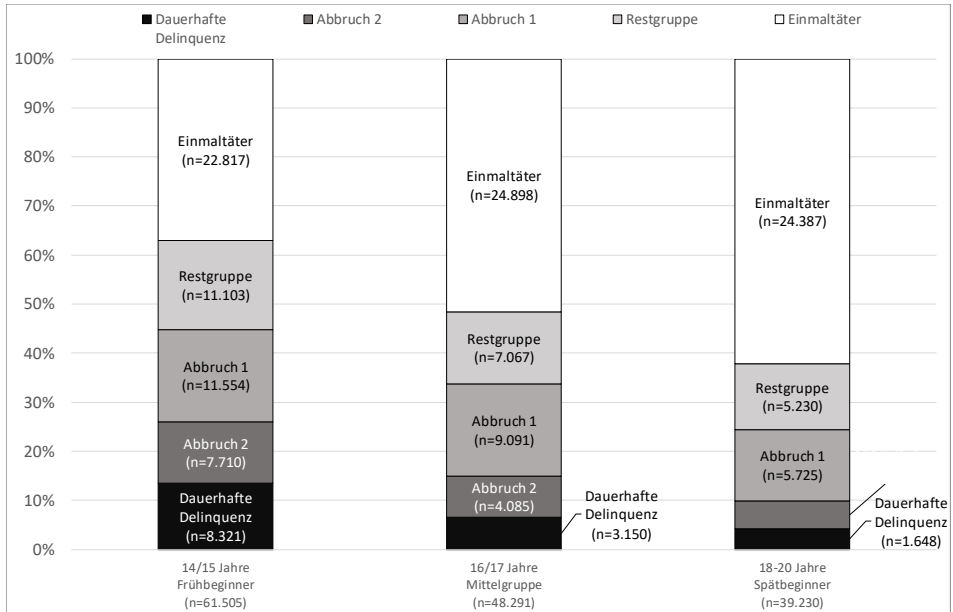 Dauerhafte Delinquenz
Abbruch 2
Abbruch 1
Restgruppe
Einmaltäter
100%
90%
80%
70%
60%
50%
40%
30%
20%
10%
0%
Einmaltäter
(n=22.817)
Restgruppe
(n=11.103)
Abbruch 1
(n=11.554)
Abbruch 2
(n=7.710)
Dauerhafte
Delinquenz
(n=8.321)
Einmaltäter
(n=24.898)
Restgruppe
(n=7.067)
Abbruch 1
(n=9.091)
Abbruch 2
(n=4.085)
Dauerhafte
Delinquenz
(n=3.150)
Einmaltäter
(n=24.387)
Restgruppe
(n=5.230)
Abbruch 1
(n=5.725)
Dauerhafte
Delinquenz
(n=1.648)
14/15 Jahre
Frühbeginner
(n=61.505)
16/17 Jahre
Mittelgruppe
(n=48.291)
18-20 Jahre
Spätbeginner
(n=39.230)